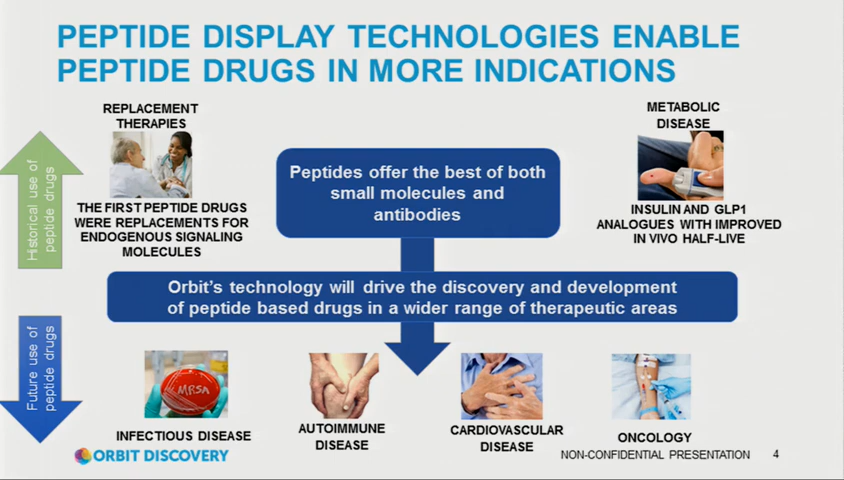 PEPTIDE DISPLAY TECHNOLOGIES ENABLE
PEPTIDE DRUGS IN MORE INDICATIONS
REPLACEMENT
THERAPIES
THE FIRST PEPTIDE DRUGS
WERE REPLACEMENTS FOR
ENDOGENOUS SIGNALING
MOLECULES
METABOLIC
DISEASE
INSULIN AND GLP1
ANALOGUES WITH IMPROVED
IN VIVO HALF-LIVE
Historical use of
peptide drugs
Peptides offer the best of both
small molecules and
antibodies
Orbit's technology will drive the discovery and development
of peptide based drugs in a wider range of therapeutic areas
Future use of
peptide drugs
MRSA
INFECTIOUS DISEASE
AUTOIMMUNE
DISEASE
CARDIOVASCULAR
DISEASE
ONCOLOGY
ORBIT DISCOVERY
NON-CONFIDENTIAL PRESENTATION 4